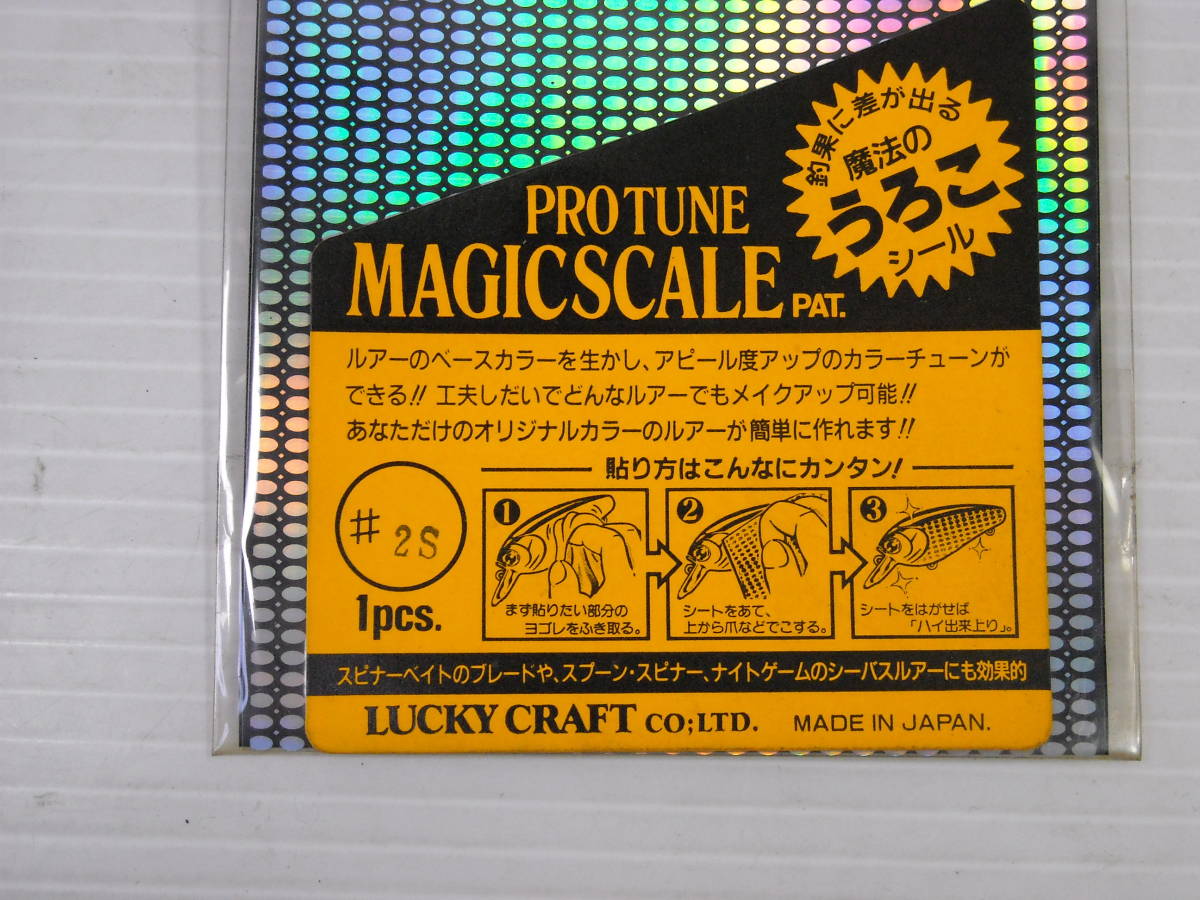 釣果に差が出る
魔法の
うろこ
シール
PRO TUNE
MAGIC SCALE PAT.
ルアーのベースカラーを生かし、アピール度アップのカラーチューンが
できる!! 工夫しだいでどんなルアーでもメイクアップ可能!!
あなただけのオリジナルカラーのルアーが簡単に作れます!!
貼り方はこんなにカンタン!
# 2S
1pcs.
1
まず貼りたい部分の
ヨゴレをふき取る。
2
シートをあて、
上から爪などでこする。
3
シートをはがせば
「ハイ出来上り」。
スピナーベイトのブレードや、スプーン・スピナー、ナイトゲームのシーバスルアーにも効果的
LUCKY CRAFT CO;LTD. MADE IN JAPAN.